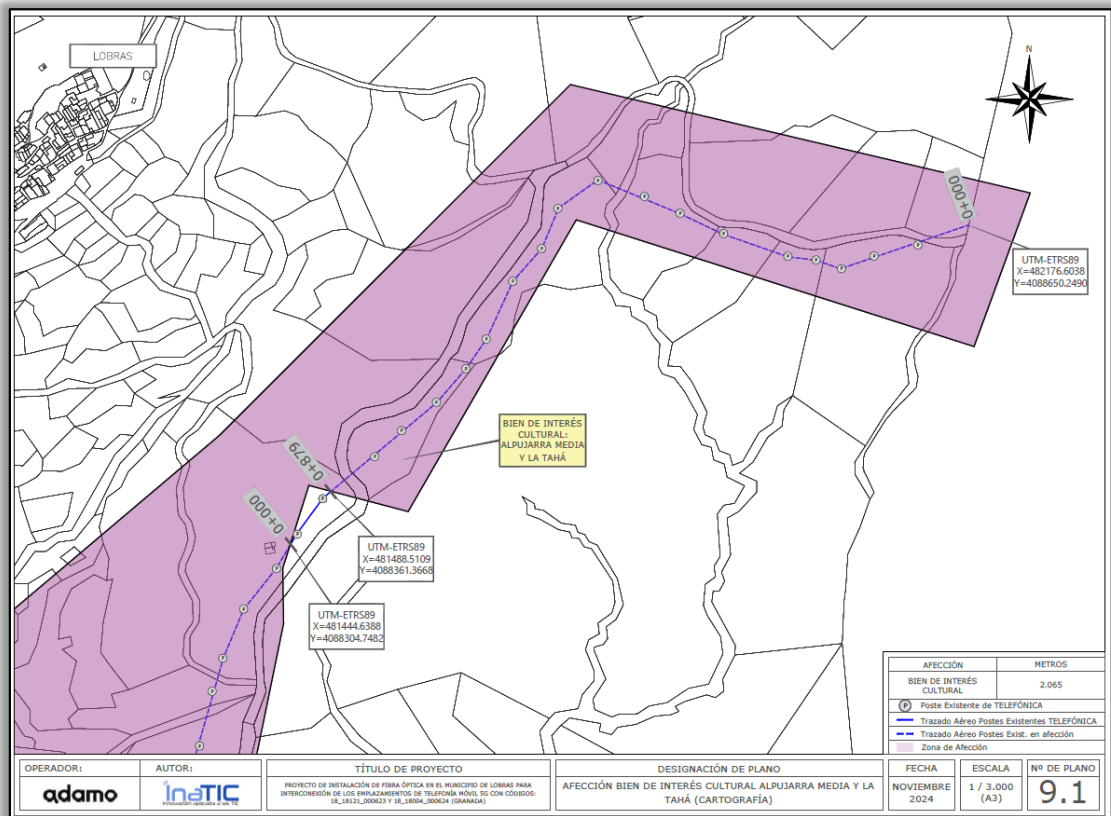 LOBRAS
N
0+000
UTM-ETRS89
X=482176.6038
Y=4088650.2490
BIEN DE INTERÉS
CULTURAL:
ALPUJARRA MEDIA
Y LA TAHÁ
0+879
0+000
UTM-ETRS89
X=481488.5109
Y=4088361.3668
UTM-ETRS89
X=481444.6388
Y=4088304.7482
AFECCIÓN METROS
BIEN DE INTERÉS
CULTURAL 2.065
P Poste Existente de TELEFÓNICA
Trazado Aéreo Postes Existentes TELEFÓNICA
Trazado Aéreo Postes Exist. en afección
Zona de Afección
OPERADOR:
adamo
AUTOR:
inaTIC
Innovación aplicada a las TIC
TÍTULO DE PROYECTO
PROYECTO DE INSTALACIÓN DE FIBRA ÓPTICA EN EL MUNICIPIO DE LOBRAS PARA
INTERCONEXIÓN DE LOS EMPLAZAMIENTOS DE TELEFONÍA MÓVIL 5G CON CÓDIGOS:
18_18121_000623 Y 18_18004_000624 (GRANADA)
DESIGNACIÓN DE PLANO
AFECCIÓN BIEN DE INTERÉS CULTURAL ALPUJARRA MEDIA Y LA
TAHÁ (CARTOGRAFÍA)
FECHA
NOVIEMBRE
2024
ESCALA
1 / 3.000
(A3)
Nº DE PLANO
9.1